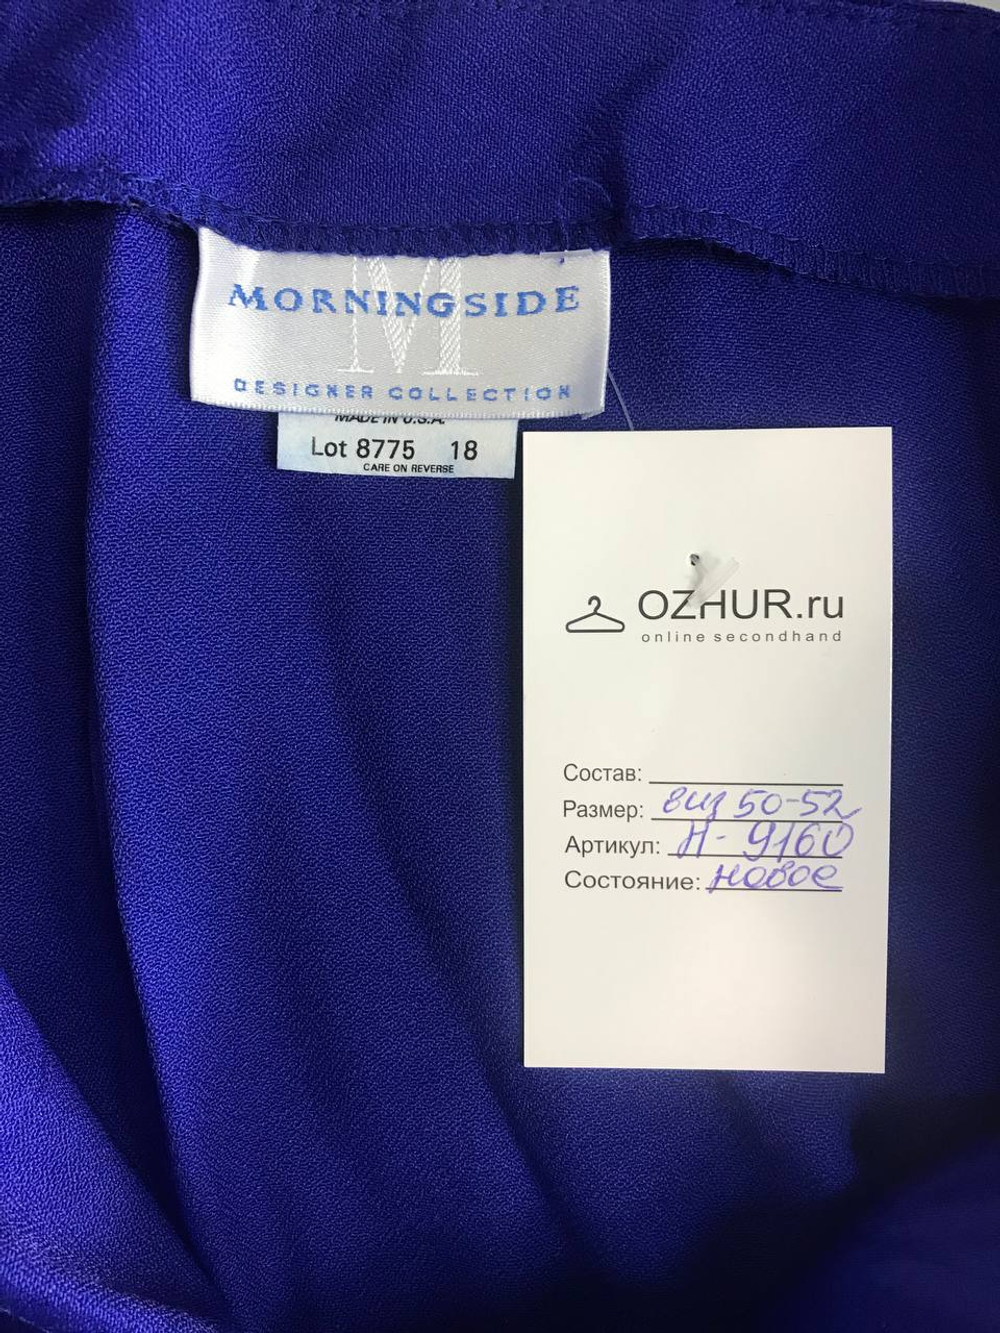 M
MORNINGSIDE
DESIGNER COLLECTION
MADE IN U.S.A.
Lot 8775 18
CARE ON REVERSE
OZHUR.ru
online secondhand
Состав:
Размер: виз 50-52
Артикул: Н-9160
Состояние: новое